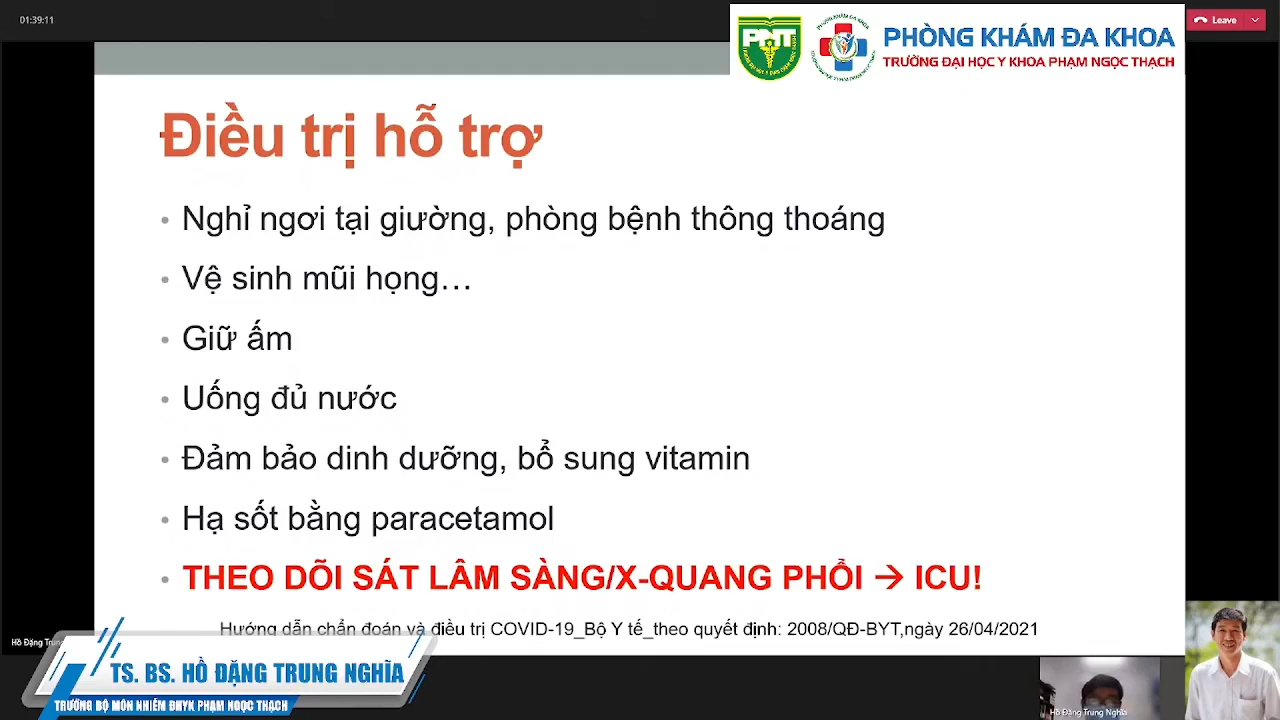 01:39:11
Leave
PNT
PHÒNG KHÁM ĐA KHOA
TRƯỜNG ĐẠI HỌC Y KHOA PHẠM NGỌC THẠCH
Điều trị hỗ trợ
• Nghỉ ngơi tại giường, phòng bệnh thông thoáng
• Vệ sinh mũi họng…
• Giữ ấm
• Uống đủ nước
• Đảm bảo dinh dưỡng, bổ sung vitamin
• Hạ sốt bằng paracetamol
• THEO DÕI SÁT LÂM SÀNG/X-QUANG PHỔI → ICU!
Hướng dẫn chẩn đoán và điều trị COVID-19_Bộ Y tế_theo quyết định: 2008/QĐ-BYT,ngày 26/04/2021
Hồ Đặng Trung
TS. BS. HỒ ĐẶNG TRUNG NGHĨA
TRƯỞNG BỘ MÔN NHIỄM ĐHYK PHẠM NGỌC THẠCH
Hồ Đặng Trung Nghĩa